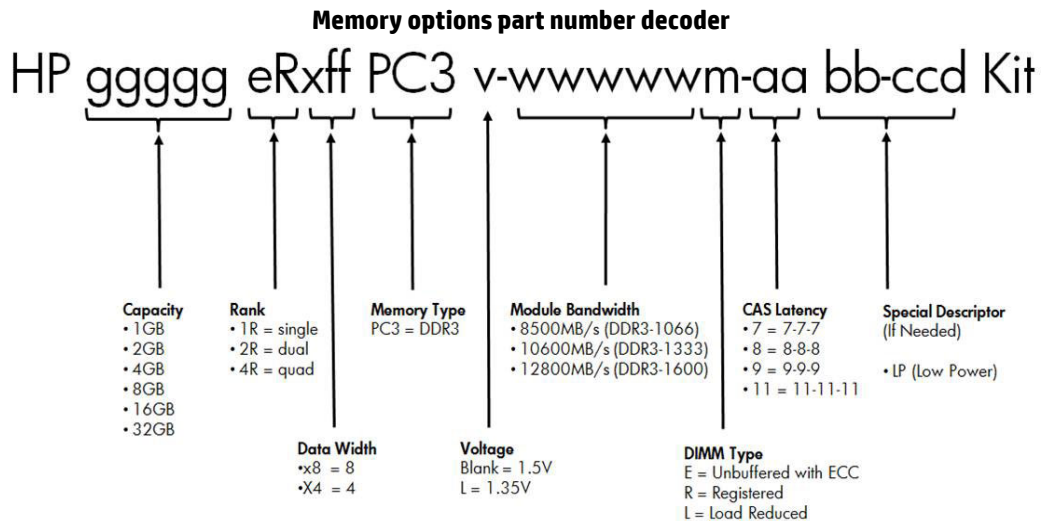 Memory options part number decoder
HP ggggg eRxff PC3 v-wwwwwm-aa bb-ccd Kit
Capacity
• 1GB
• 2GB
• 4GB
• 8GB
• 16GB
• 32GB
Rank
• 1R = single
• 2R = dual
• 4R = quad
Memory Type
PC3 = DDR3
Module Bandwidth
• 8500MB/s (DDR3-1066)
• 10600MB/s (DDR3-1333)
• 12800MB/s (DDR3-1600)
CAS Latency
• 7 = 7-7-7
• 8 = 8-8-8
• 9 = 9-9-9
• 11 = 11-11-11
Special Descriptor
(If Needed)
• LP (Low Power)
Data Width
•x8 = 8
•X4 = 4
Voltage
Blank = 1.5V
L = 1.35V
DIMM Type
E = Unbuffered with ECC
R = Registered
L = Load Reduced